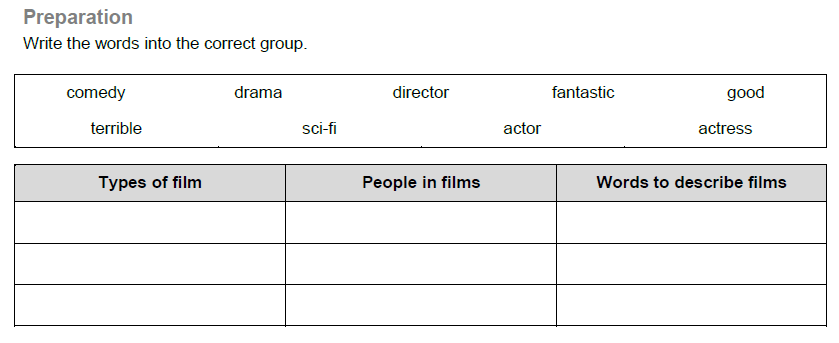 Preparation
Write the words into the correct group.
comedy drama director fantastic good
terrible sci-fi actor actress
Types of film People in films Words to describe films